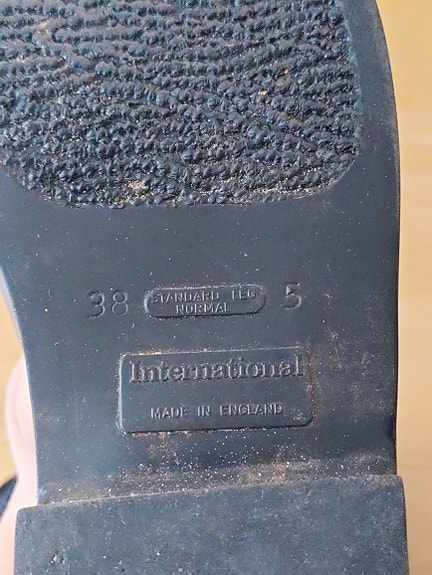 38 STANDARD LEG 5
NORMAL
International
MADE IN ENGLAND